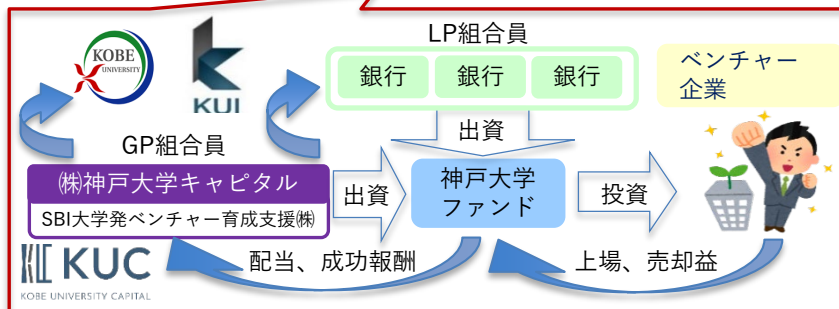 KOBE
UNIVERSITY
KUI
LP組合員
銀行
銀行
銀行
ベンチャー
企業
出資
GP組合員
㈱神戸大学キャピタル
SBI大学発ベンチャー育成支援㈱
出資
神戸大学
ファンド
投資
KUC
KOBE UNIVERSITY CAPITAL
配当、成功報酬
上場、売却益